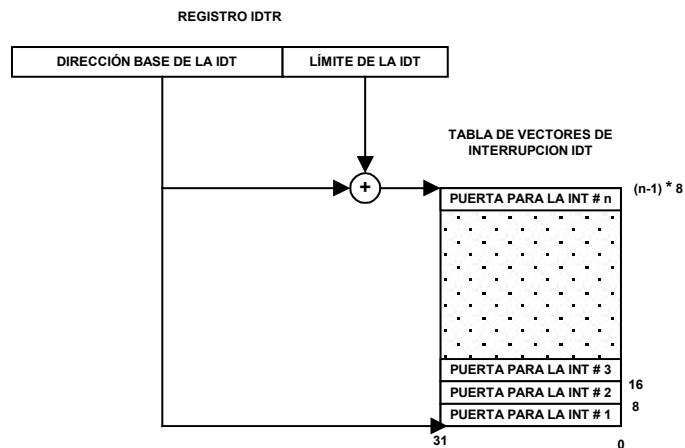 REGISTRO IDTR
DIRECCIÓN BASE DE LA IDT
LÍMITE DE LA IDT
TABLA DE VECTORES DE
INTERRUPCION IDT
+
PUERTA PARA LA INT # n
(n-1) * 8
PUERTA PARA LA INT # 3
16
PUERTA PARA LA INT # 2
8
PUERTA PARA LA INT # 1
31
0